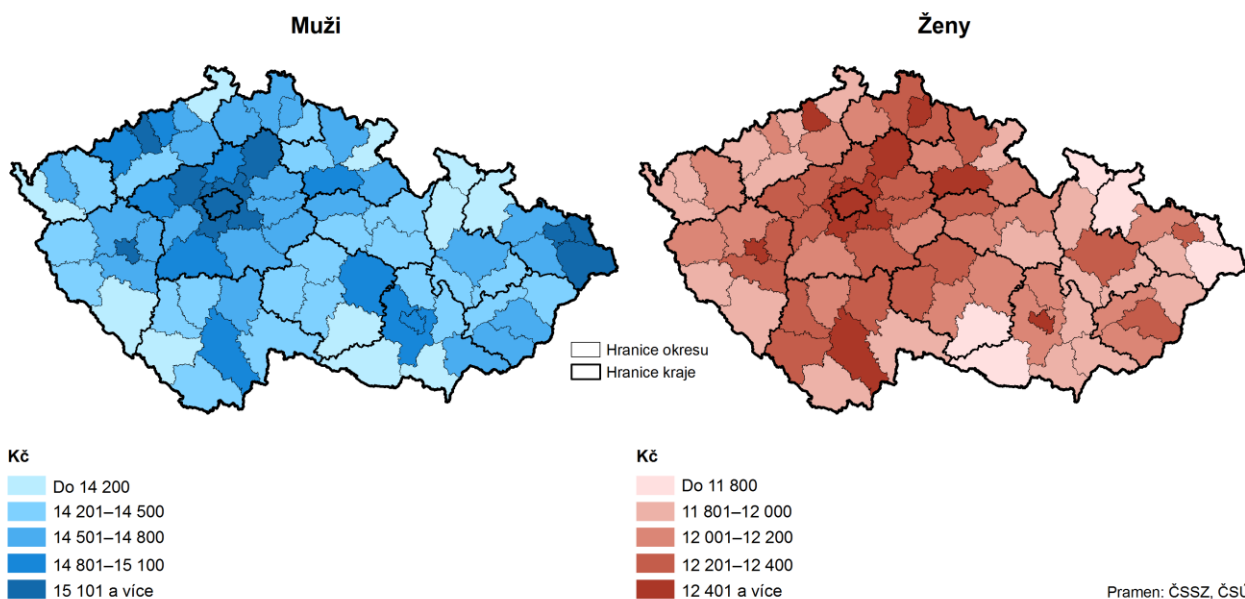 Muži
Ženy
Hranice okresu
Hranice kraje
Kč
Do 14 200
14 201–14 500
14 501–14 800
14 801–15 100
15 101 a více
Kč
Do 11 800
11 801–12 000
12 001–12 200
12 201–12 400
12 401 a více
Pramen: ČSSZ, ČSÚ